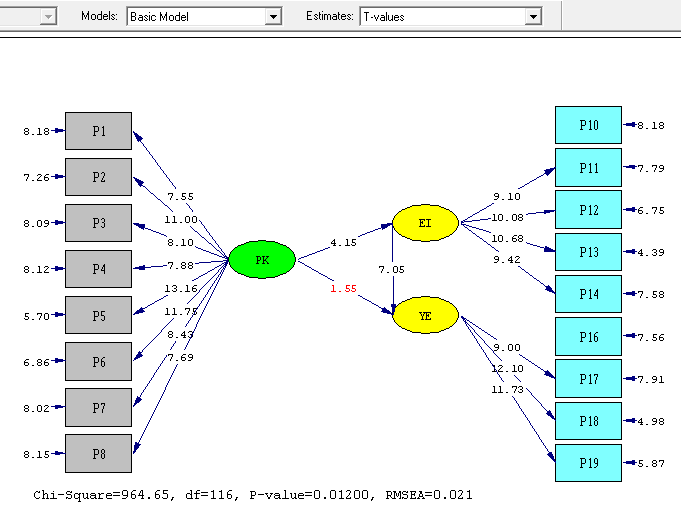 Models: Basic Model Estimates: T-values
8.18 P1
7.26 P2
8.09 P3
8.12 P4
5.70 P5
6.86 P6
8.02 P7
8.15 P8
7.55
11.00
8.10
7.88
13.16
11.75
8.43
7.69
PK
4.15
1.55
EI
7.05
YE
9.10
10.08
10.68
9.42
9.00
12.10
11.73
P10 8.18
P11 7.79
P12 6.75
P13 4.39
P14 7.58
P16 7.56
P17 7.91
P18 4.98
P19 5.87
Chi-Square=964.65, df=116, P-value=0.01200, RMSEA=0.021